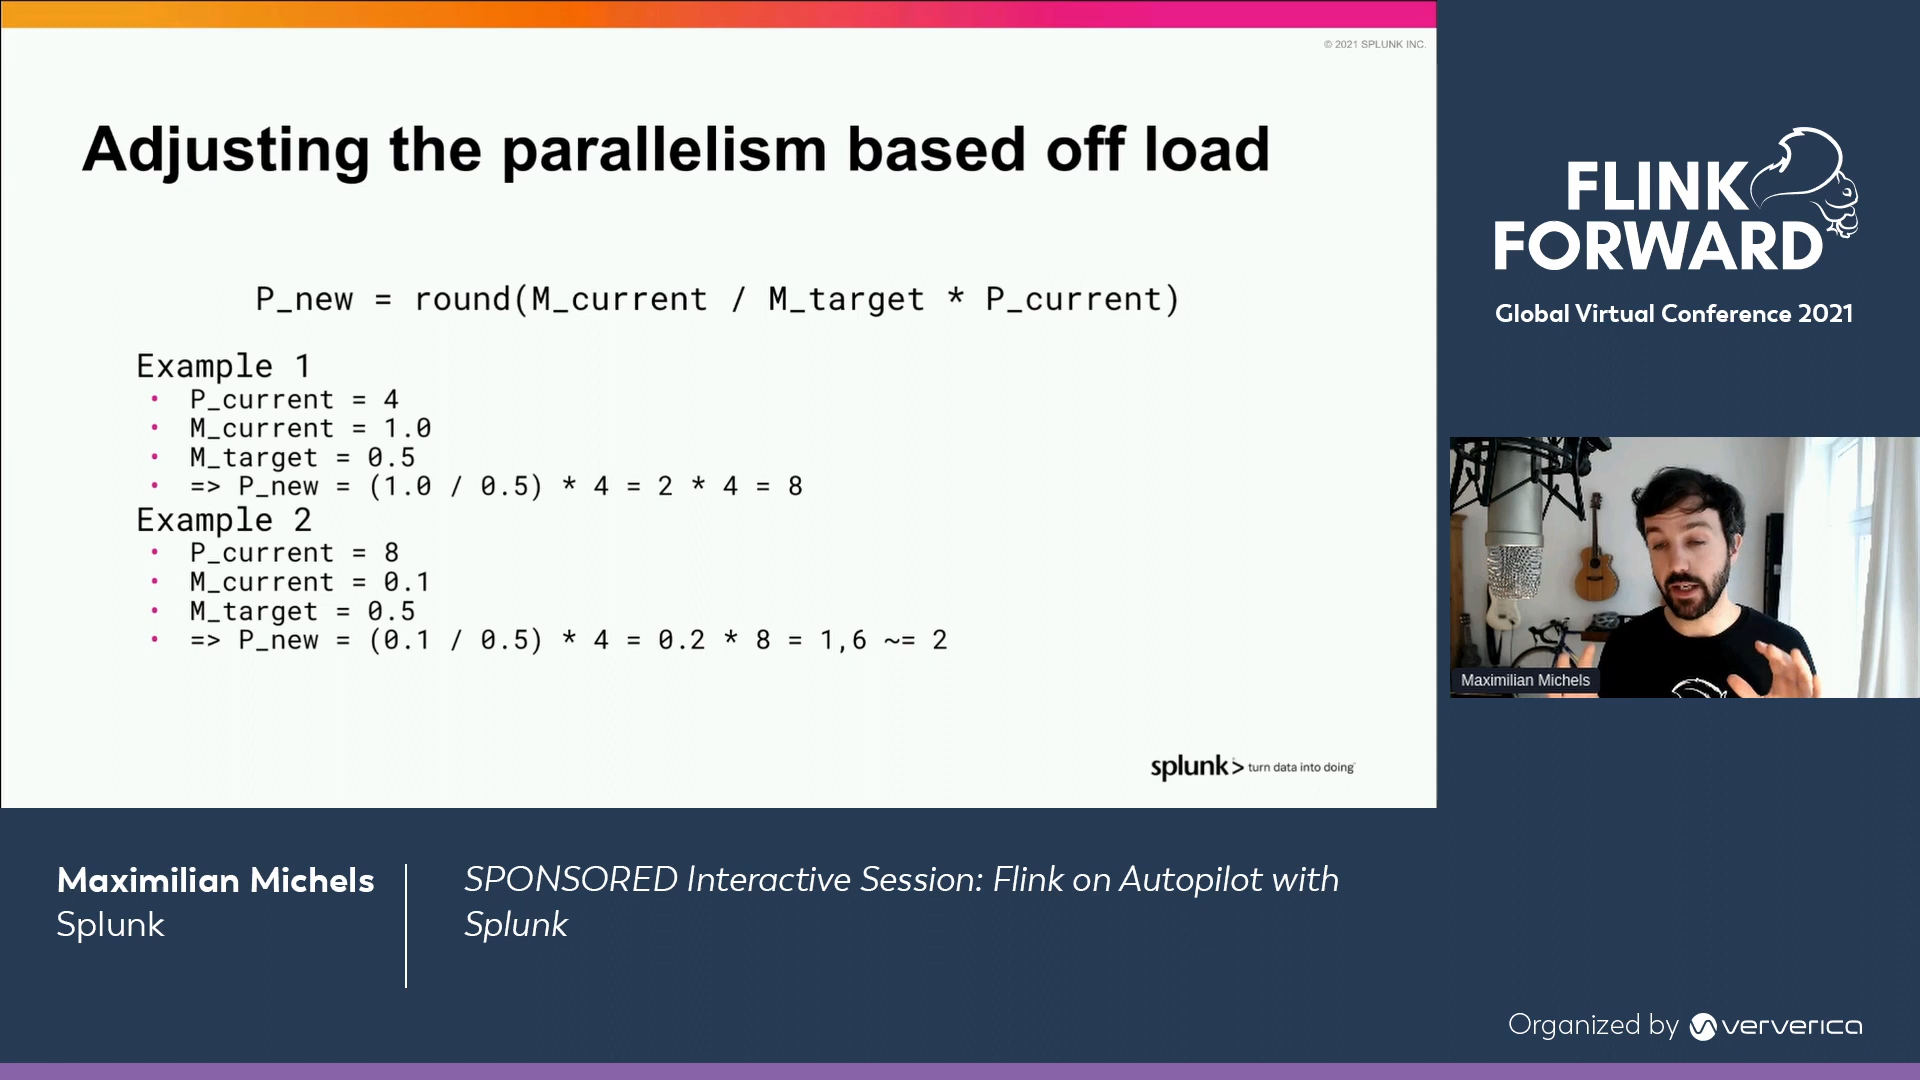 © 2021 SPLUNK INC.
Adjusting the parallelism based off load
P_new = round(M_current / M_target * P_current)
Example 1
• P_current = 4
• M_current = 1.0
• M_target = 0.5
• => P_new = (1.0 / 0.5) * 4 = 2 * 4 = 8
Example 2
• P_current = 8
• M_current = 0.1
• M_target = 0.5
• => P_new = (0.1 / 0.5) * 4 = 0.2 * 8 = 1,6 ~= 2
splunk> turn data into doing
FLINK
FORWARD
Global Virtual Conference 2021
Maximilian Michels
Maximilian Michels
Splunk
SPONSORED Interactive Session: Flink on Autopilot with
Splunk
Organized by ververica